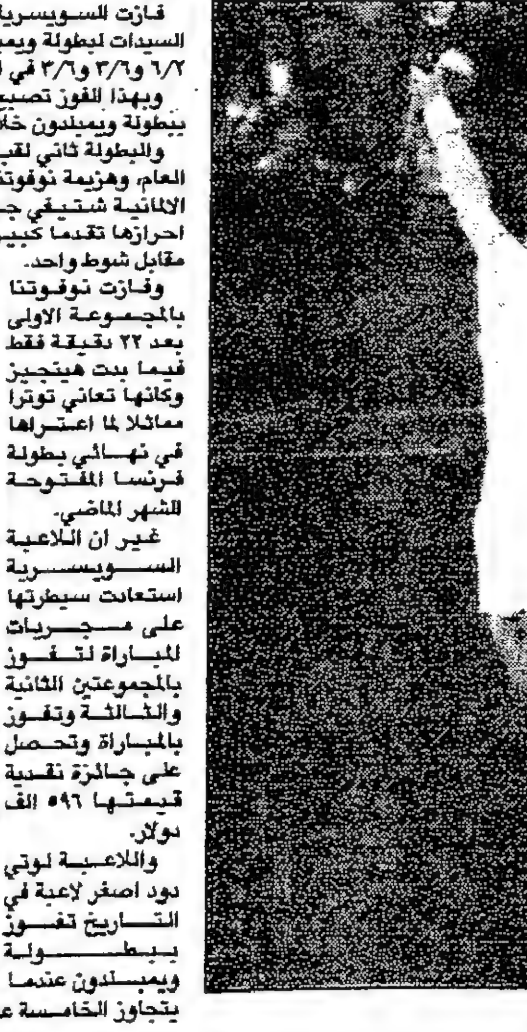 فازت السويسرية
السيدات لبطولة ويمب
٦/٢ و٣/٦ و٣/٦ في
وبهذا الفوز تصبح
ببطولة ويمبلدون خلا
والبطولة ثاني لقب
العام، وهزيمة نوفوتنا
الالمانية شتيفي جـ
احرازها تقدما كبيرا
مقابل شوط واحد.
وفازت نوفوتنا
بالمجموعة الاولى
بعد ٢٢ دقيقة فقط
فيما بدت هينجيز
وكانها تعاني توترا
مماثلا لما اعتراها
في نهائي بطولة
فرنسا المفتوحة
الشهر الماضي.
غير ان اللاعبة
السويسرية
استعادت سيطرتها
على مجريات
المباراة لتفوز
بالمجموعتين الثانية
والثالثة وتفوز
بالمباراة وتحصل
على جائزة نقدية
قيمتها ٥٩٦ الف
دولار.
واللاعبة لوتي
دود اصغر لاعبة في
التاريخ تفوز
ببطولة
ويمبلدون عندما
يتجاوز الخامسة عـ